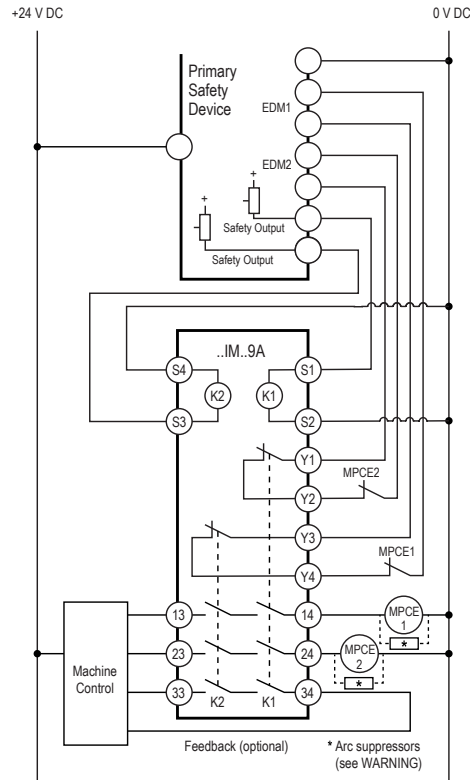 +24 V DC
0 V DC
Primary
Safety
Device
EDM1
EDM2
+
+
Safety Output
Safety Output
..IM..9A
S4
S1
K2
K1
S3
S2
Y1
MPCE2
Y2
Y3
MPCE1
Y4
13
14
MPCE
1
*
23
24
MPCE
2
*
Machine
Control
33
K2
K1
34
Feedback (optional)
* Arc suppressors
(see WARNING)